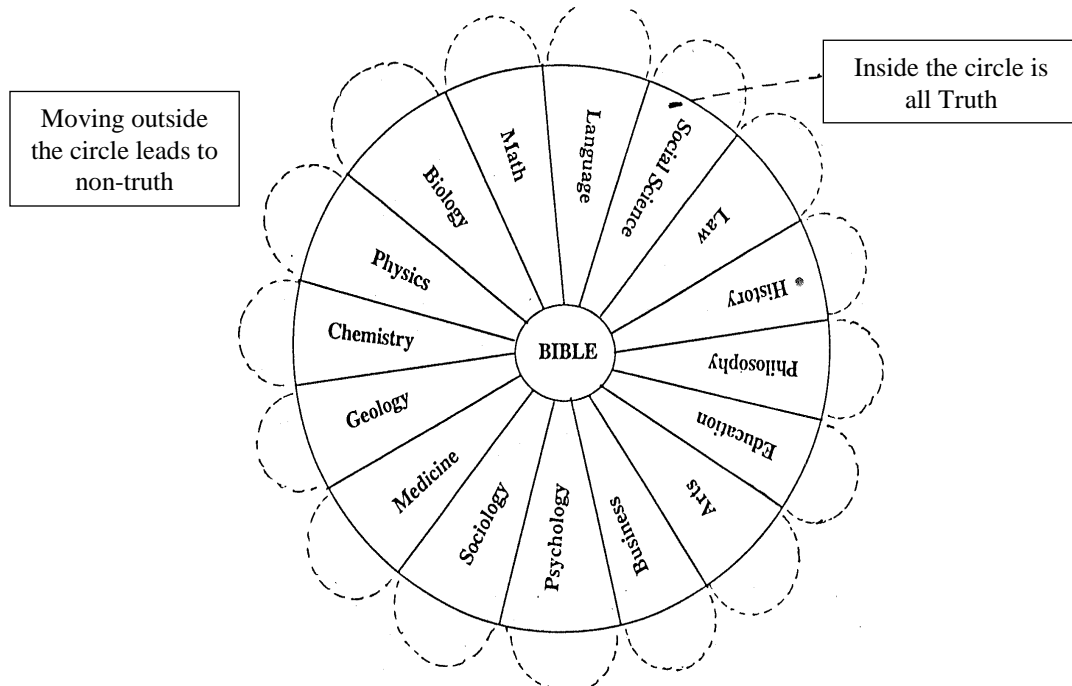 Moving outside
the circle leads to
non-truth
Inside the circle is
all Truth
BIBLE
Language
Social Science
Law
History
Philosophy
Education
Arts
Business
Psychology
Sociology
Medicine
Geology
Chemistry
Physics
Biology
Math